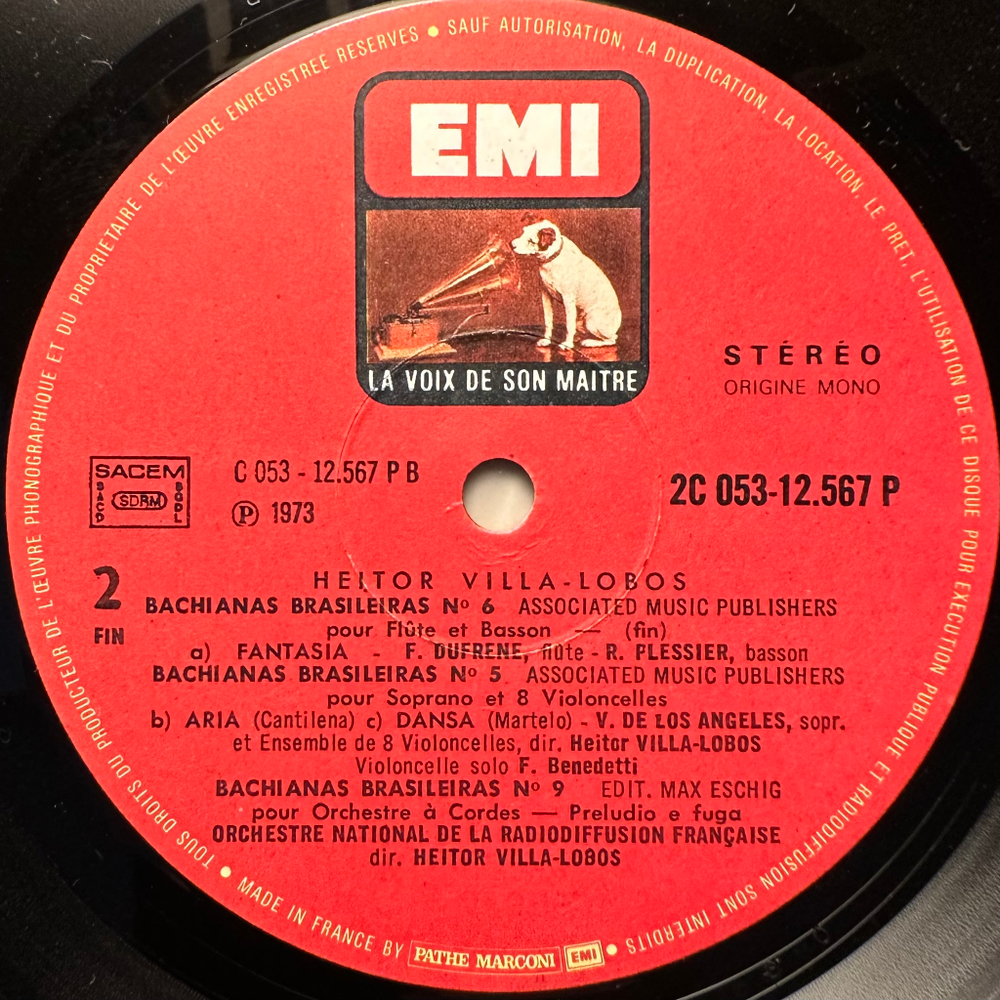 TOUS DROITS DU PRODUCTEUR DE L'ŒUVRE PHONOGRAPHIQUE ET DU PROPRIETAIRE DE L'ŒUVRE ENREGISTREE RESERVES • SAUF AUTORISATION, LA DUPLICATION, LA LOCATION, LE PRET, L'UTILISATION DE CE DISQUE POUR EXECUTION PUBLIQUE ET RADIODIFFUSION SONT INTERDITS •
EMI
LA VOIX DE SON MAITRE
STÉRÉO
ORIGINE MONO
SACEM
SACD SDRM BODL
BIEM
C 053 - 12.567 P B
℗ 1973
2C 053-12.567 P
2
FIN
HEITOR VILLA-LOBOS
BACHIANAS BRASILEIRAS Nº 6 ASSOCIATED MUSIC PUBLISHERS
pour Flûte et Basson — (fin)
a) FANTASIA - F. DUFRENE, flûte - R. PLESSIER, basson
BACHIANAS BRASILEIRAS Nº 5 ASSOCIATED MUSIC PUBLISHERS
pour Soprano et 8 Violoncelles
b) ARIA (Cantilena) c) DANSA (Martelo) - V. DE LOS ANGELES, sopr.
et Ensemble de 8 Violoncelles, dir. Heitor VILLA-LOBOS
Violoncelle solo F. Benedetti
BACHIANAS BRASILEIRAS Nº 9 EDIT. MAX ESCHIG
pour Orchestre à Cordes — Preludio e fuga
ORCHESTRE NATIONAL DE LA RADIODIFFUSION FRANÇAISE
dir. HEITOR VILLA-LOBOS
• MADE IN FRANCE BY PATHE MARCONI EMI